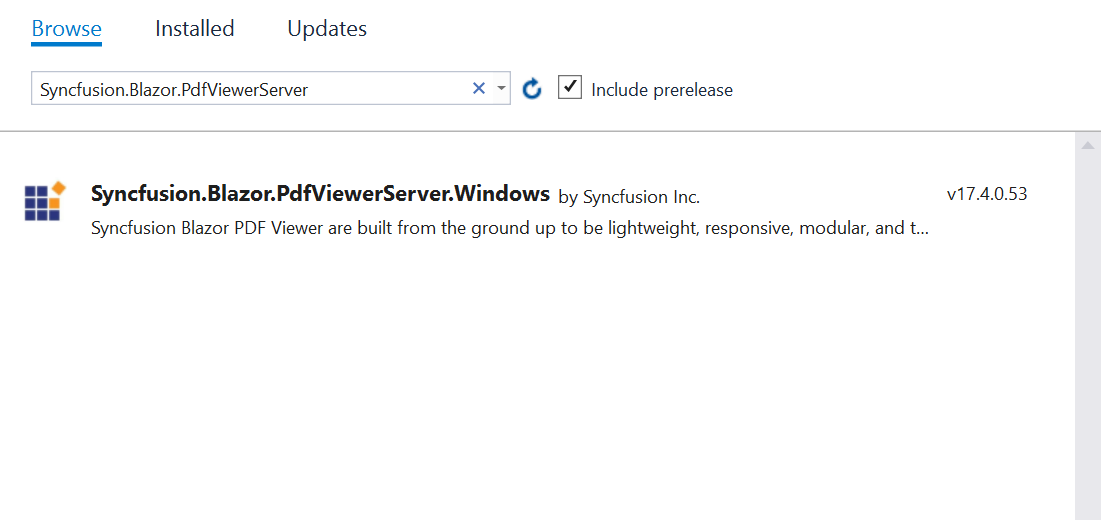 Browse Installed Updates
Syncfusion.Blazor.PdfViewerServer Include prerelease
Syncfusion.Blazor.PdfViewerServer.Windows by Syncfusion Inc. v17.4.0.53
Syncfusion Blazor PDF Viewer are built from the ground up to be lightweight, responsive, modular, and t...